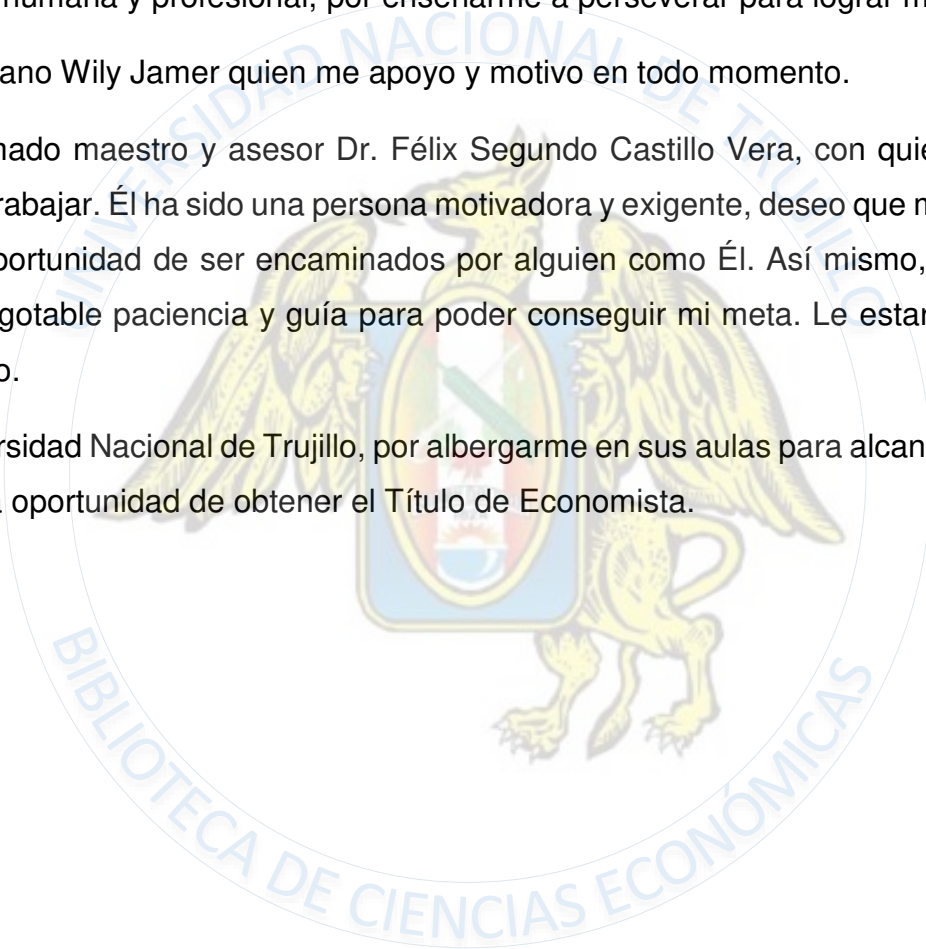 humana y profesional, por enseñarme a perseverar para lograr
ano Wily Jamer quien me apoyo y motivo en todo momento.
mado maestro y asesor Dr. Félix Segundo Castillo Vera, con quie
rabajar. Él ha sido una persona motivadora y exigente, deseo que
portunidad de ser encaminados por alguien como Él. Así mismo,
gotable paciencia y guía para poder conseguir mi meta. Le estar
o.
rsidad Nacional de Trujillo, por albergarme en sus aulas para alcan
oportunidad de obtener el Título de Economista.
UNIVERSIDAD NACIONAL DE TRUJILLO
BIBLIOTECA DE CIENCIAS ECONÓMICAS